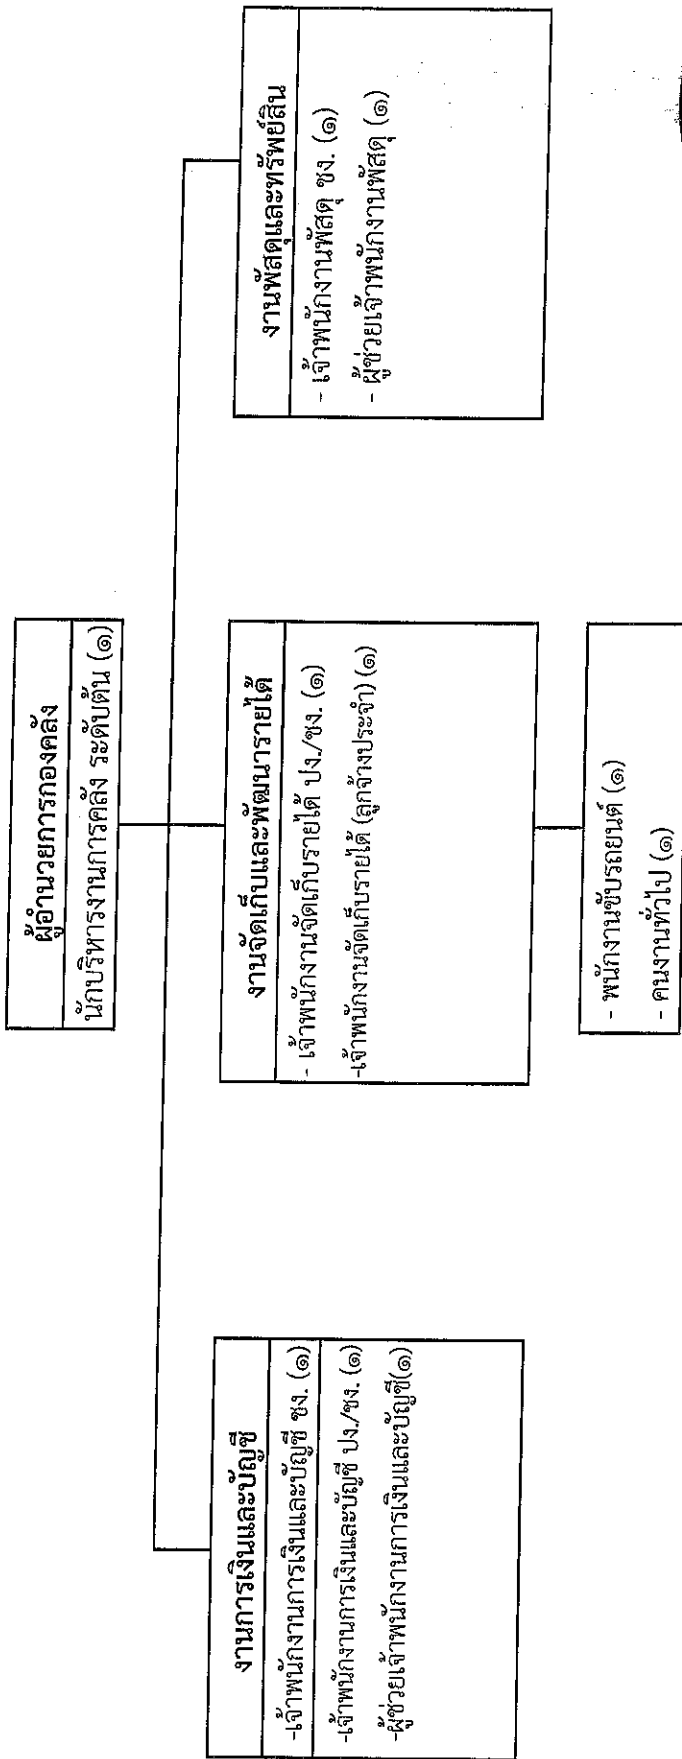 ผู้อำนวยการกองคลัง
นักบริหารงานการคลัง ระดับต้น (๑)
งานการเงินและบัญชี
-เจ้าพนักงานการเงินและบัญชี ชง. (๑)
-เจ้าพนักงานการเงินและบัญชี ปง./ชง. (๑)
-ผู้ช่วยเจ้าพนักงานการเงินและบัญชี(๑)
งานจัดเก็บและพัฒนารายได้
- เจ้าพนักงานจัดเก็บรายได้ ปง./ชง. (๑)
-เจ้าพนักงานจัดเก็บรายได้ (ลูกจ้างประจำ) (๑)
งานพัสดุและทรัพย์สิน
- เจ้าพนักงานพัสดุ ชง. (๑)
- ผู้ช่วยเจ้าพนักงานพัสดุ (๑)
- พนักงานขับรถยนต์ (๑)
- คนงานทั่วไป (๑)